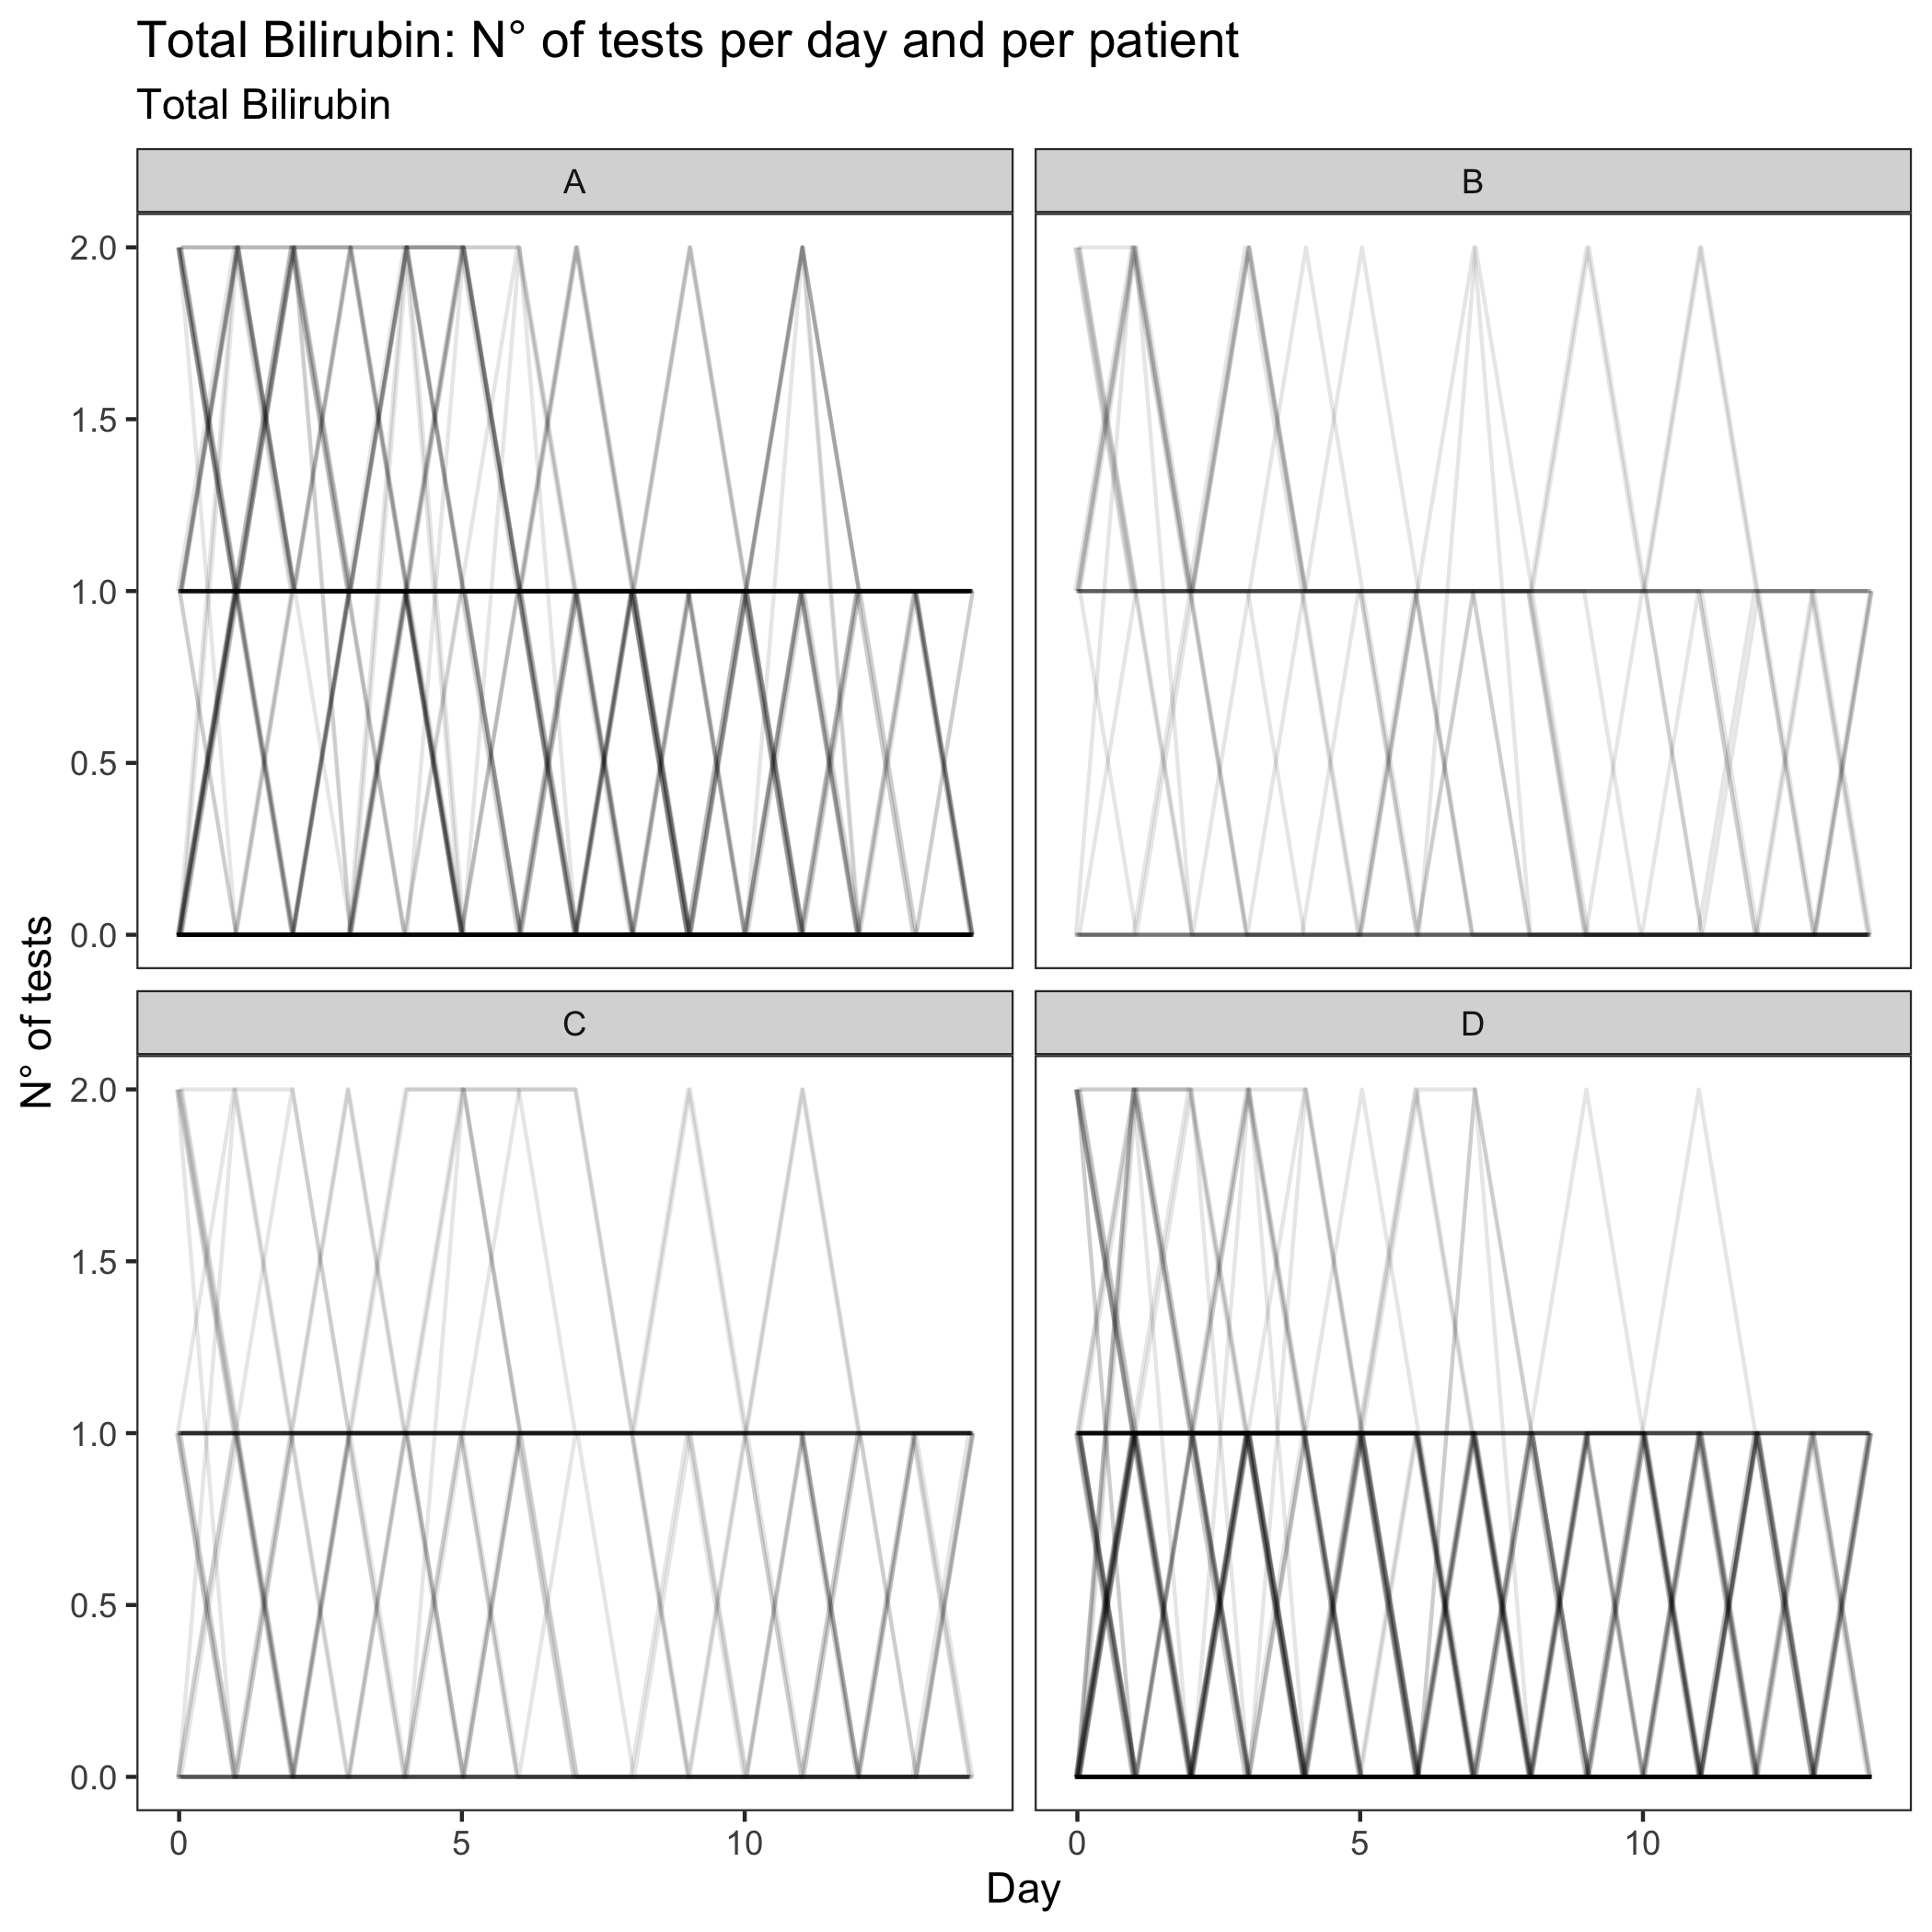 Total Bilirubin: N° of tests per day and per patient
Total Bilirubin
A
B
2.0
1.5
1.0
0.5
0.0
N° of tests
C
D
2.0
1.5
1.0
0.5
0.0
0
5
10
0
5
10
Day